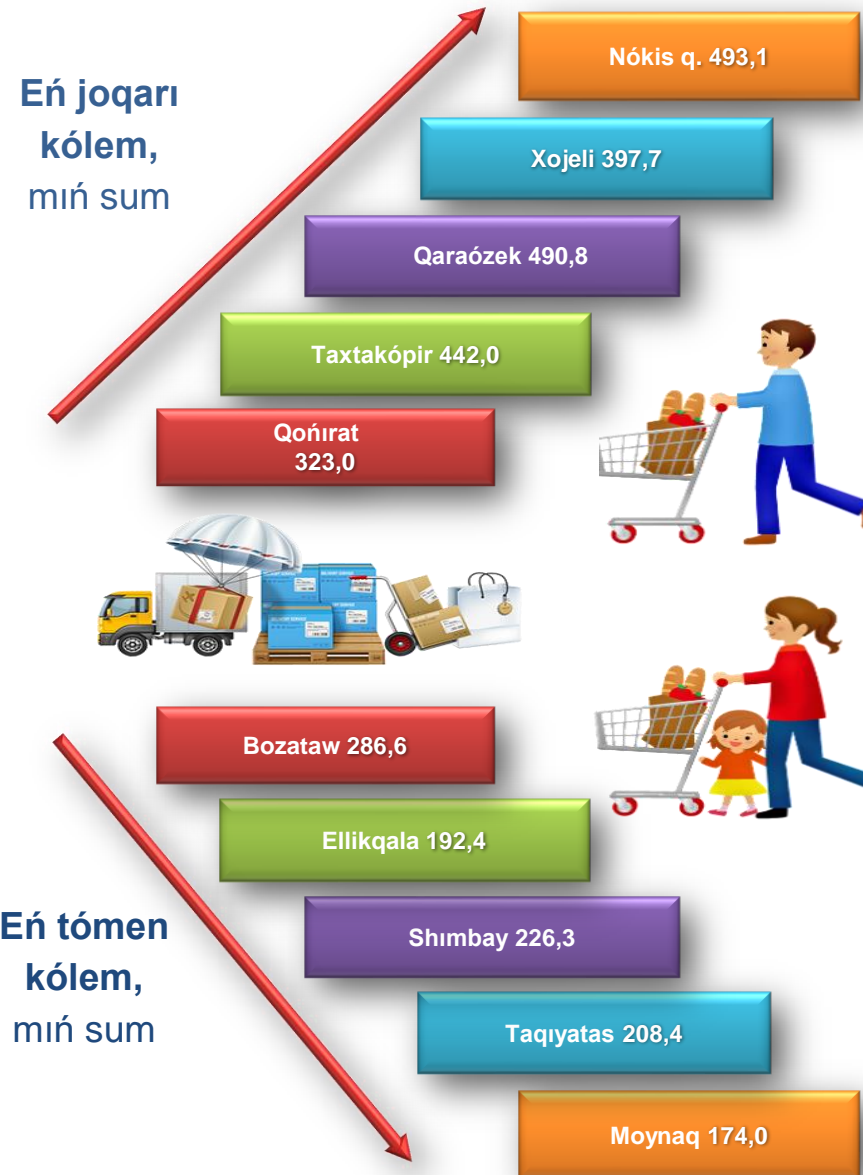 Eń joqarı
kólem,
mıń sum
Nókis q. 493,1
Xojeli 397,7
Qaraózek 490,8
Taxtakópir 442,0
Qońırat
323,0
Bozataw 286,6
Ellikqala 192,4
Shımbay 226,3
Taqıyatas 208,4
Moynaq 174,0
Eń tómen
kólem,
mıń sum